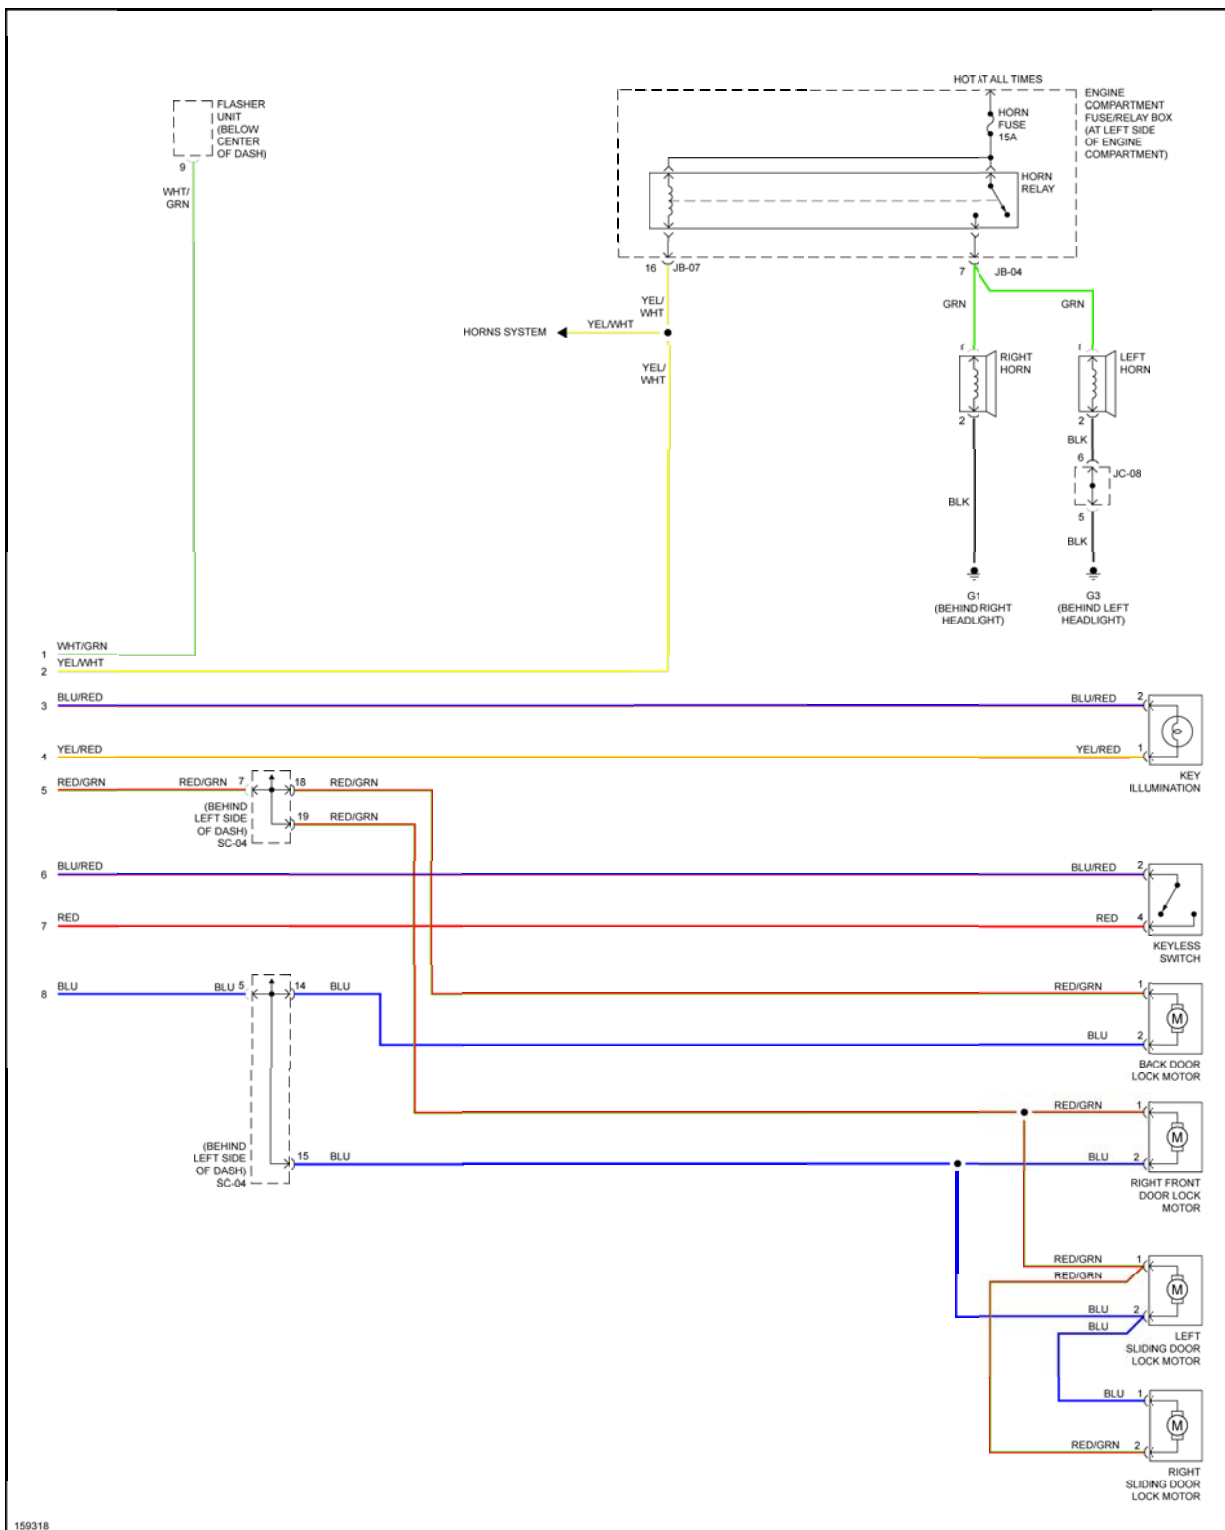 HOT AT ALL TIMES
FLASHER
UNIT
(BELOW
CENTER
OF DASH)
9
WHT/
GRN
HORN
FUSE
15A
ENGINE
COMPARTMENT
FUSE/RELAY BOX
(AT LEFT SIDE
OF ENGINE
COMPARTMENT)
HORN
RELAY
16
JB-07
7
JB-04
YEL/
WHT
GRN
GRN
HORNS SYSTEM
YEL/WHT
YEL/
WHT
1
RIGHT
HORN
1
LEFT
HORN
2
2
BLK
6
JC-08
BLK
5
BLK
G1
(BEHIND RIGHT
HEADLIGHT)
G3
(BEHIND LEFT
HEADLIGHT)
1
WHT/GRN
2
YEL/WHT
3
BLU/RED
BLU/RED
2
4
YEL/RED
YEL/RED
1
KEY
ILLUMINATION
5
RED/GRN
RED/GRN
7
18
RED/GRN
(BEHIND
LEFT SIDE
OF DASH)
SC-04
19
RED/GRN
6
BLU/RED
BLU/RED
2
7
RED
RED
4
KEYLESS
SWITCH
8
BLU
BLU
5
14
BLU
RED/GRN
1
M
BLU
2
BACK DOOR
LOCK MOTOR
RED/GRN
1
M
(BEHIND
LEFT SIDE
OF DASH)
SC-04
15
BLU
BLU
2
RIGHT FRONT
DOOR LOCK
MOTOR
RED/GRN
1
RED/GRN
M
BLU
2
BLU
LEFT
SLIDING DOOR
LOCK MOTOR
BLU
1
M
RED/GRN
2
RIGHT
SLIDING DOOR
LOCK MOTOR
159318